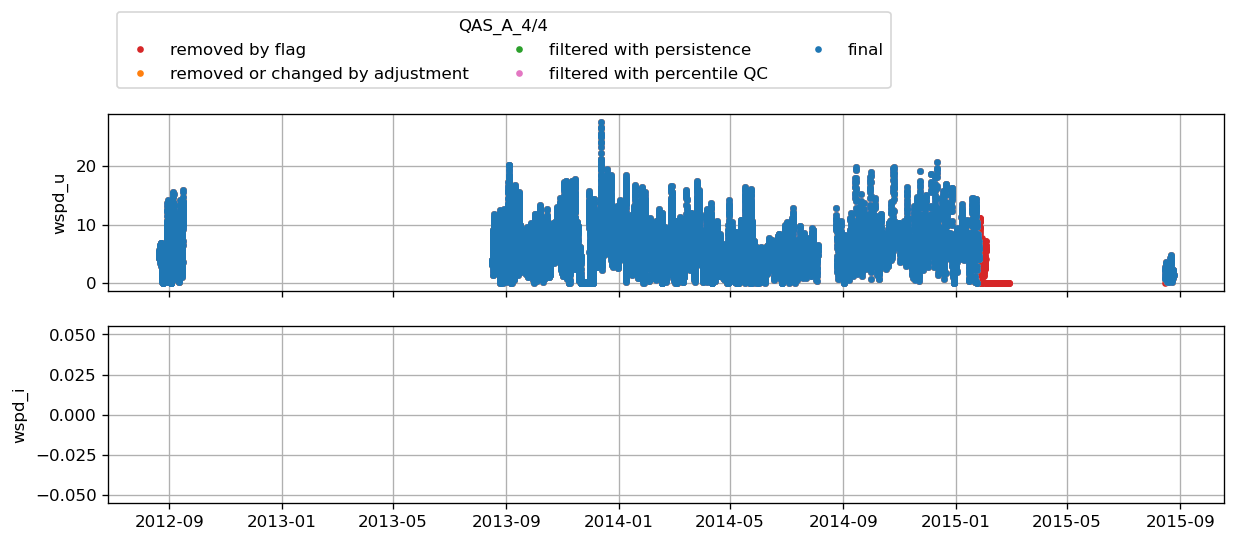 QAS_A_4/4
removed by flag
filtered with persistence
final
removed or changed by adjustment
filtered with percentile QC
wspd_u
20
10
0
wspd_i
0.050
0.025
0.000
−0.025
−0.050
2012-09 2013-01 2013-05 2013-09 2014-01 2014-05 2014-09 2015-01 2015-05 2015-09